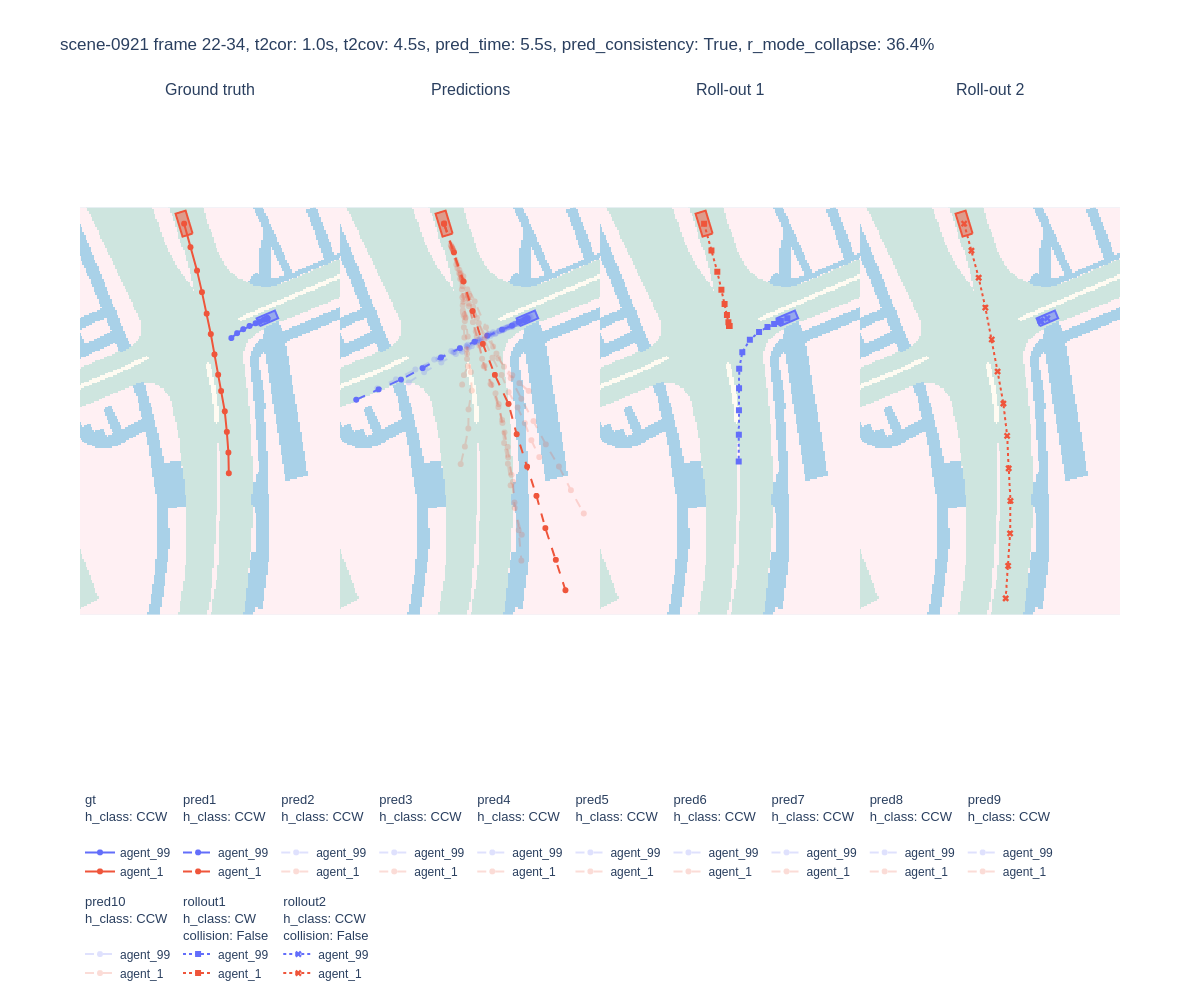 scene-0921 frame 22-34, t2cor: 1.0s, t2cov: 4.5s, pred_time: 5.5s, pred_consistency: True, r_mode_collapse: 36.4%
Ground truth Predictions Roll-out 1 Roll-out 2
gt pred1 pred2 pred3 pred4 pred5 pred6 pred7 pred8 pred9
h_class: CCW h_class: CCW h_class: CCW h_class: CCW h_class: CCW h_class: CCW h_class: CCW h_class: CCW h_class: CCW h_class: CCW
agent_99 agent_99 agent_99 agent_99 agent_99 agent_99 agent_99 agent_99 agent_99 agent_99
agent_1 agent_1 agent_1 agent_1 agent_1 agent_1 agent_1 agent_1 agent_1 agent_1
pred10 rollout1 rollout2
h_class: CCW h_class: CW h_class: CCW
collision: False collision: False
agent_99 agent_99 agent_99
agent_1 agent_1 agent_1